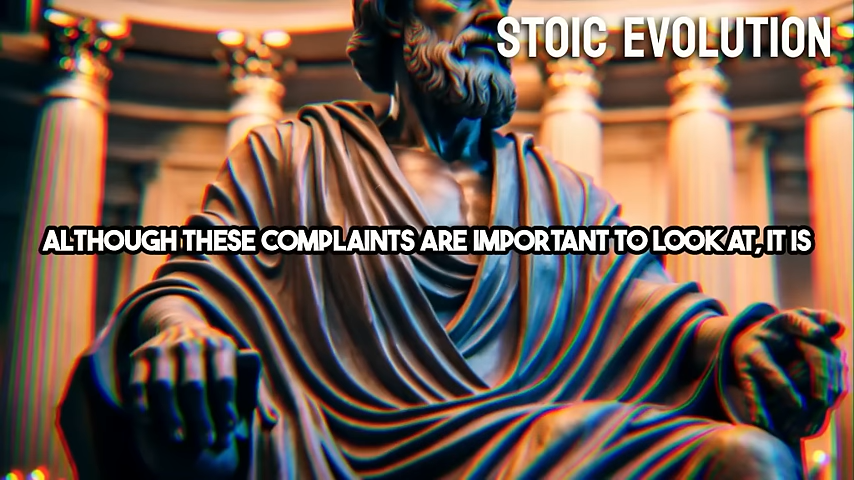 STOIC EVOLUTION
ALTHOUGH THESE COMPLAINTS ARE IMPORTANT TO LOOK AT, IT IS